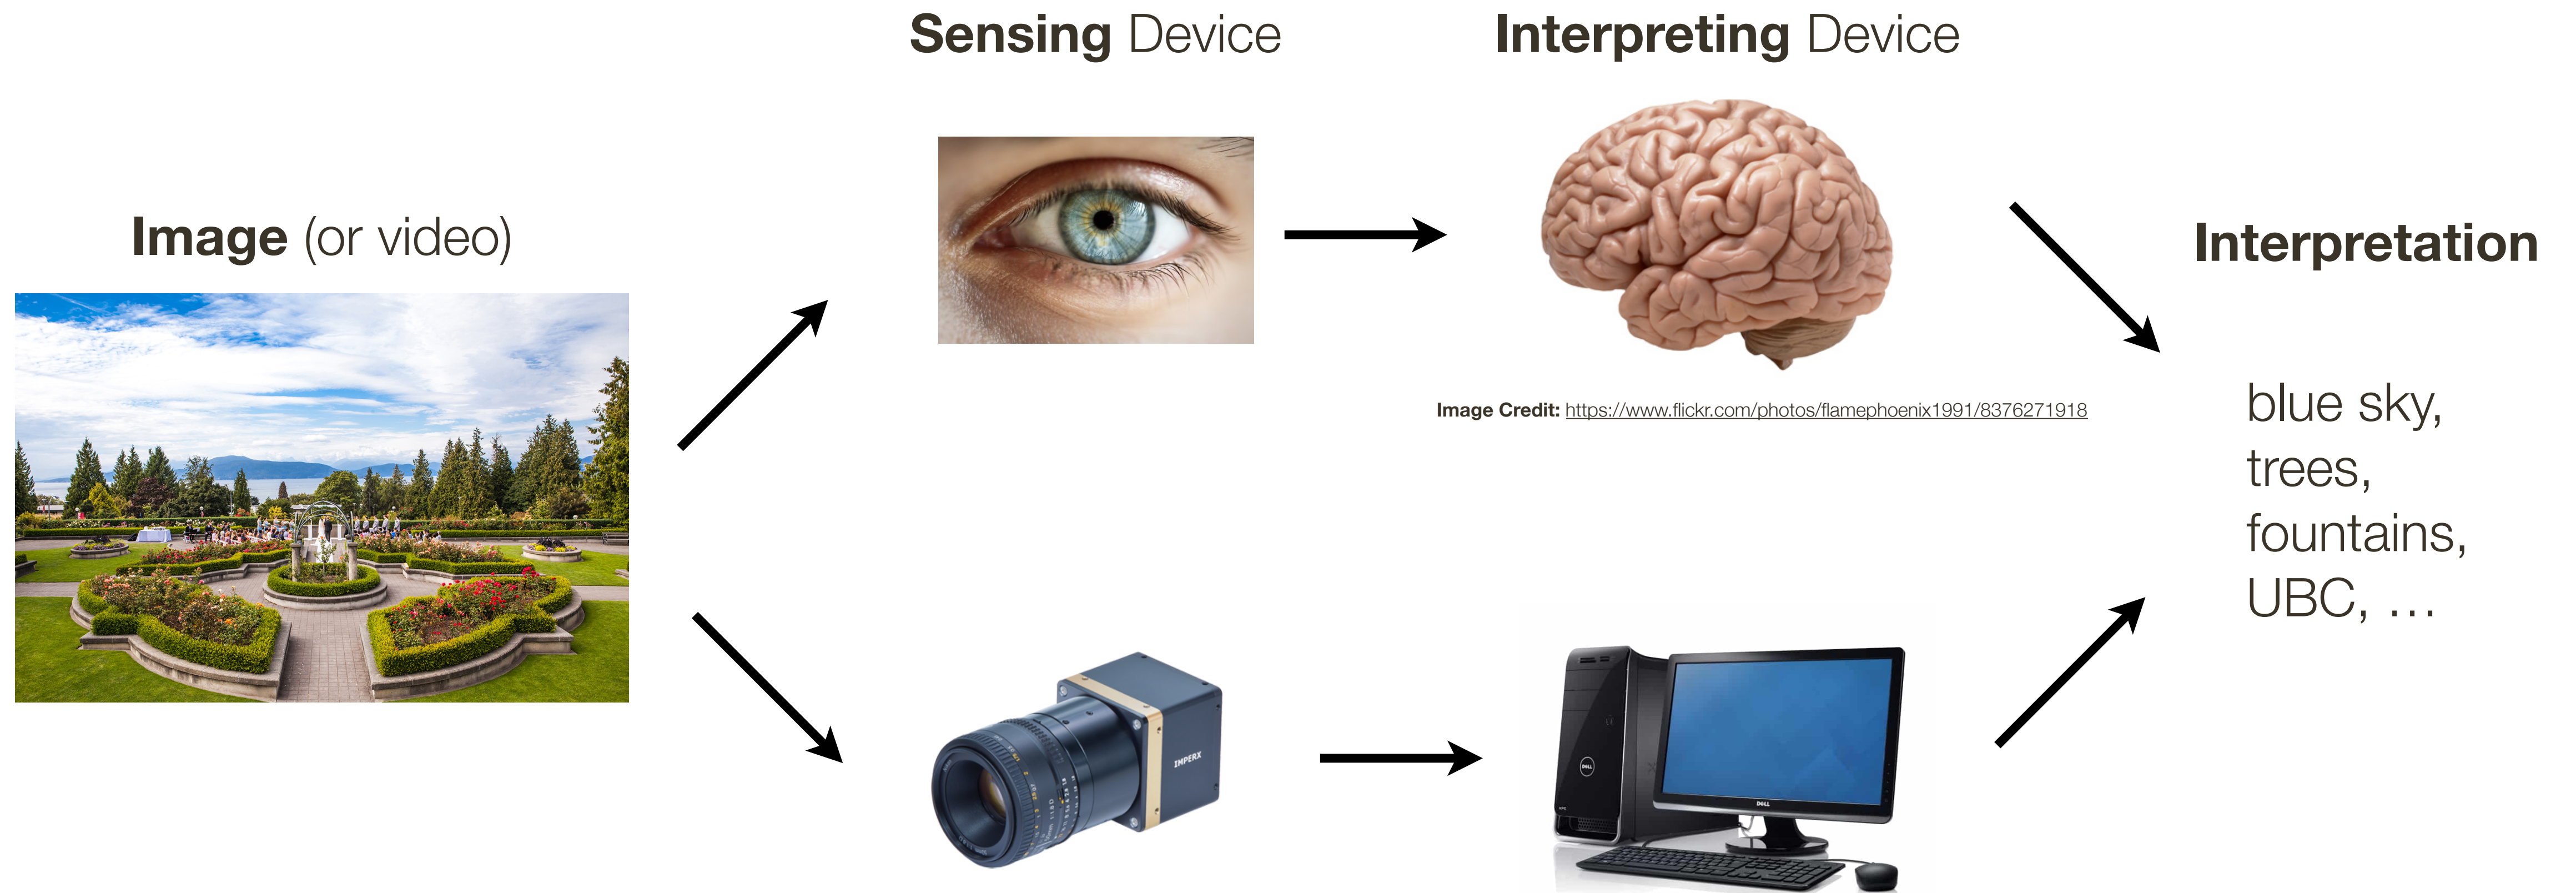 Sensing Device
Interpreting Device
Image (or video)
Interpretation
Image Credit: https://www.flickr.com/photos/flamephoenix1991/8376271918
blue sky,
trees,
fountains,
UBC, …
IMPERX
DELL
DELL